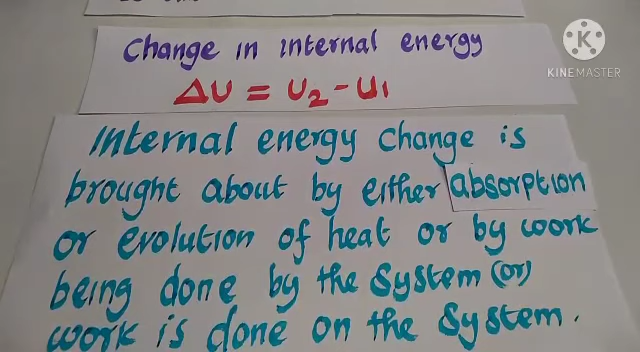 Change in internal energy
ΔU = U2 - U1
KINEMASTER
Internal energy change is
brought about by either absorption
or evolution of heat or by work
being done by the system (or)
work is done on the system.